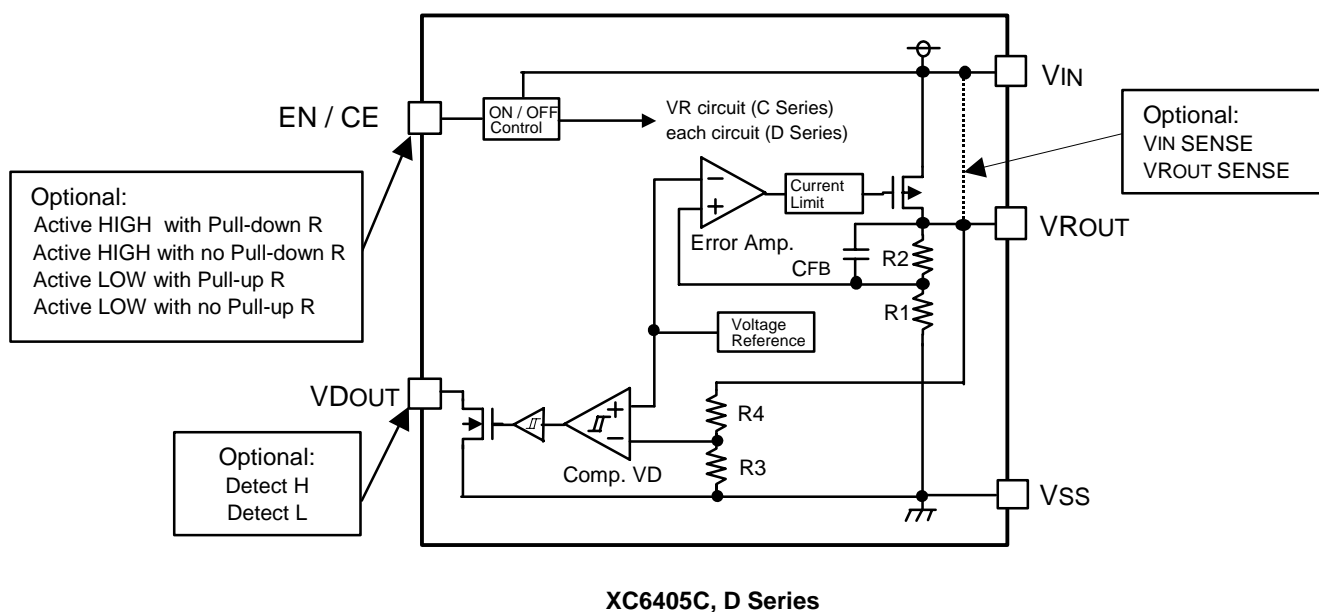 VIN
EN / CE
ON / OFF
Control
VR circuit (C Series)
each circuit (D Series)
Optional:
VIN SENSE
VROUT SENSE
Optional:
Active HIGH with Pull-down R
Active HIGH with no Pull-down R
Active LOW with Pull-up R
Active LOW with no Pull-up R
−
+
Current
Limit
Error Amp.
CFB
R2
VROUT
R1
Voltage
Reference
VDOUT
+
−
R4
R3
Comp. VD
Optional:
Detect H
Detect L
VSS
XC6405C, D Series